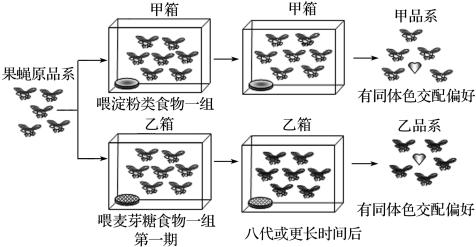 甲箱
甲箱
甲品系
果蝇原品系
喂淀粉类食物一组
有同体色交配偏好
乙箱
乙箱
乙品系
喂麦芽糖食物一组
第一期
八代或更长时间后
有同体色交配偏好